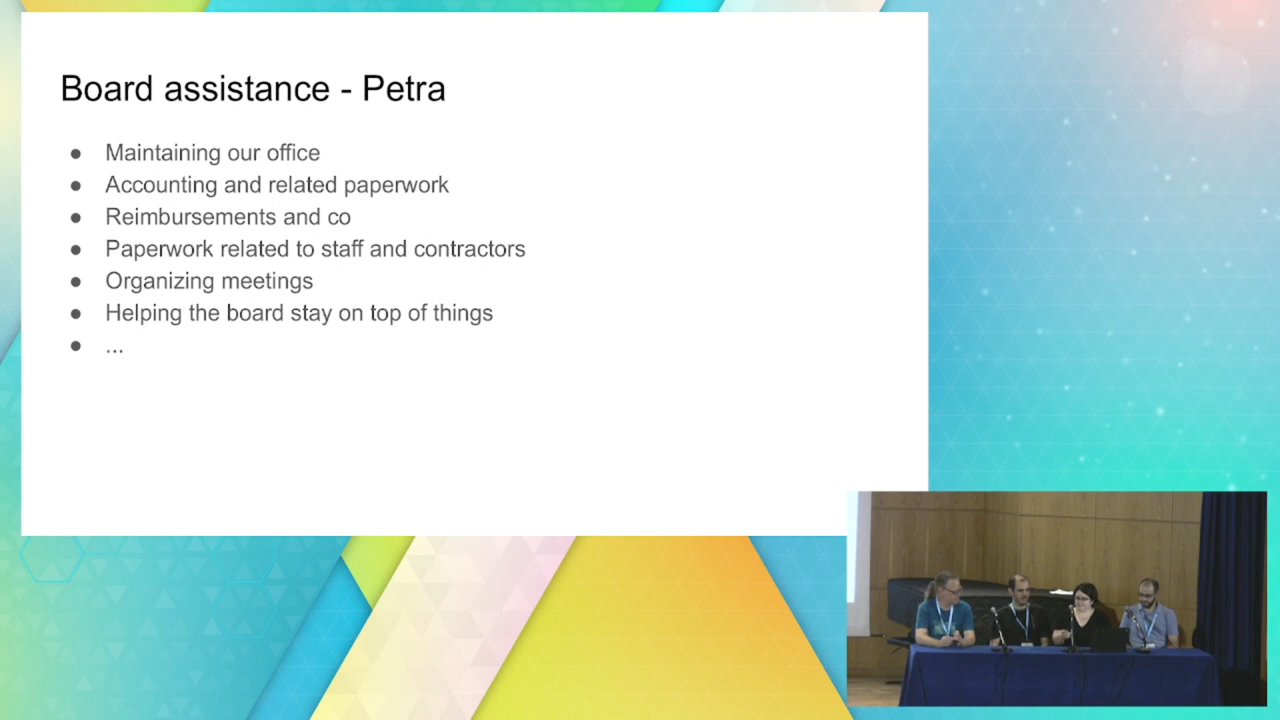 Board assistance - Petra
● Maintaining our office
● Accounting and related paperwork
● Reimbursements and co
● Paperwork related to staff and contractors
● Organizing meetings
● Helping the board stay on top of things
● ...